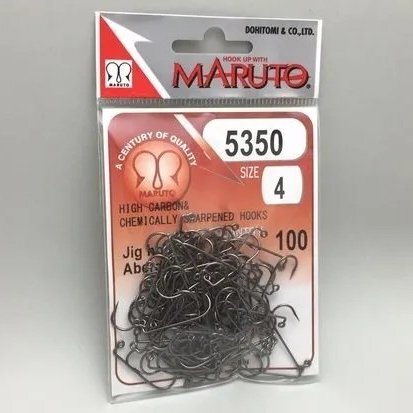 DOHITOMI & CO., LTD.
HOOK UP WITH
MARUTO
MARUTO
A CENTURY OF QUALITY
5350
SIZE
4
MARUTO
HIGH CARBON&
CHEMICALLY SHARPENED HOOKS
100
Jig